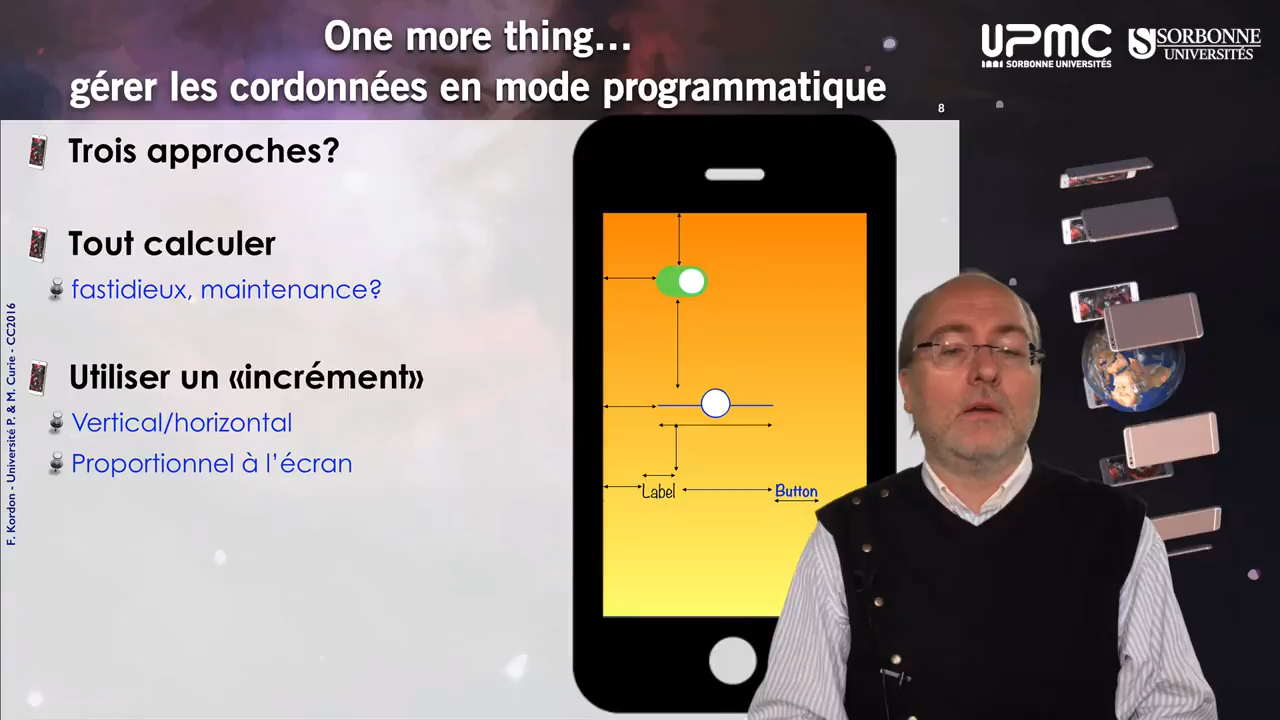 One more thing…
gérer les cordonnées en mode programmatique
UPMC
SORBONNE UNIVERSITÉS
SORBONNE
UNIVERSITÉS
8
Trois approches?
Tout calculer
fastidieux, maintenance?
Utiliser un «incrément»
Vertical/horizontal
Proportionnel à l'écran
Label
Button
F. Kordon - Université P. & M. Curie - CC2016